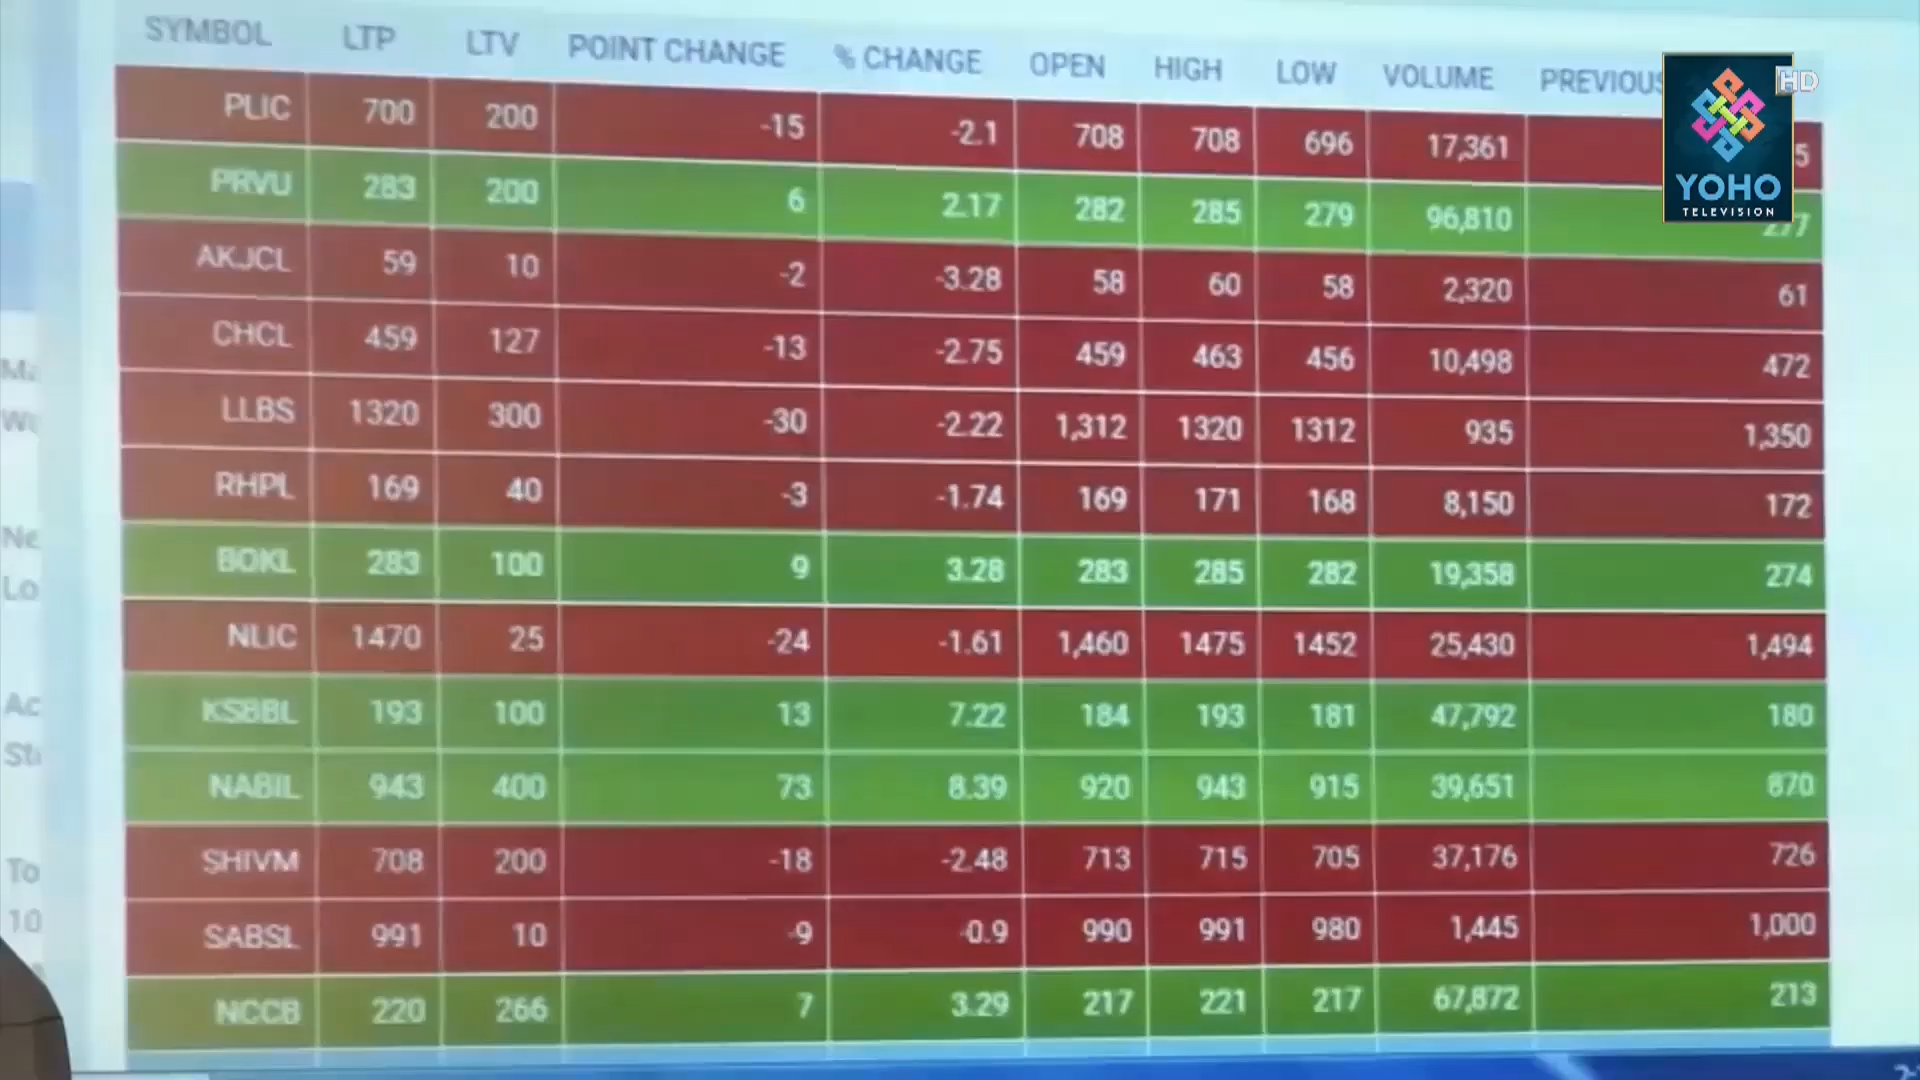 SYMBOL LTP LTV POINT CHANGE % CHANGE OPEN HIGH LOW VOLUME PREVIOUS
PLIC 700 200 -15 -2.1 708 708 696 17,361 5
PRVU 283 200 6 2.17 282 285 279 96,810 277
AKJCL 59 10 -2 -3.28 58 60 58 2,320 61
CHCL 459 127 -13 -2.75 459 463 456 10,498 472
LLBS 1320 300 -30 -2.22 1,312 1320 1312 935 1,350
RHPL 169 40 -3 -1.74 169 171 168 8,150 172
BOKL 283 100 9 3.28 283 285 282 19,358 274
NLIC 1470 25 -24 -1.61 1,460 1475 1452 25,430 1,494
KSBBL 193 100 13 7.22 184 193 181 47,792 180
NABIL 943 400 73 8.39 920 943 915 39,651 870
SHIVM 708 200 -18 -2.48 713 715 705 37,176 726
SABSL 991 10 -9 -0.9 990 991 980 1,445 1,000
NCCB 220 266 7 3.29 217 221 217 67,872 213
HD
YOHO
TELEVISION
Ne
Lo
Ac
To
10